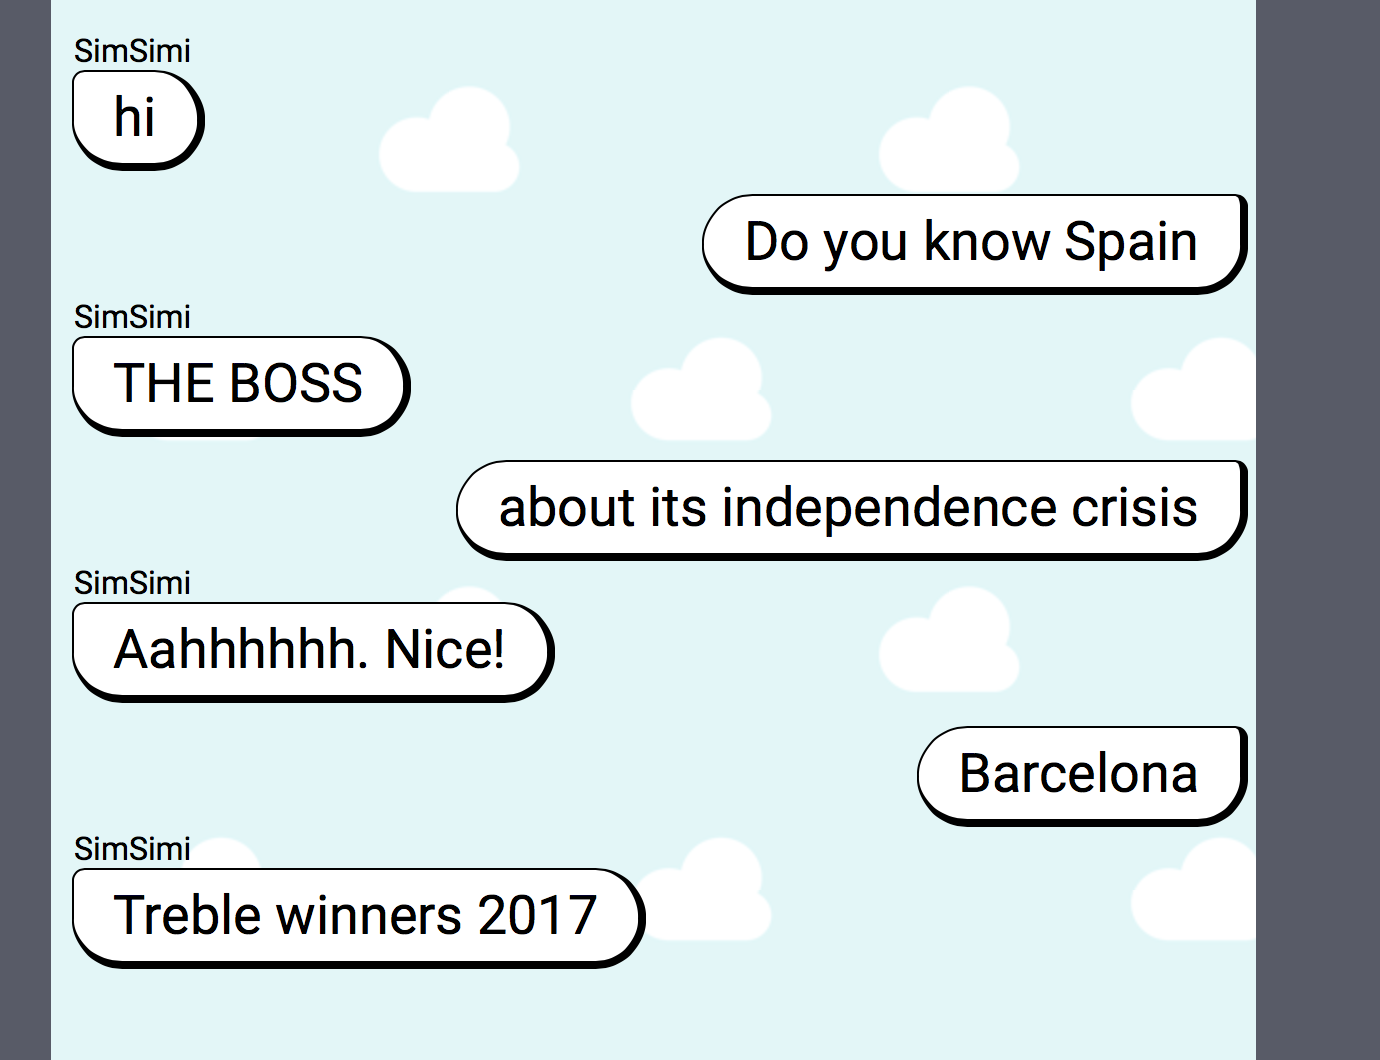 SimSimi
hi
Do you know Spain
SimSimi
THE BOSS
about its independence crisis
SimSimi
Aahhhhhh. Nice!
Barcelona
SimSimi
Treble winners 2017